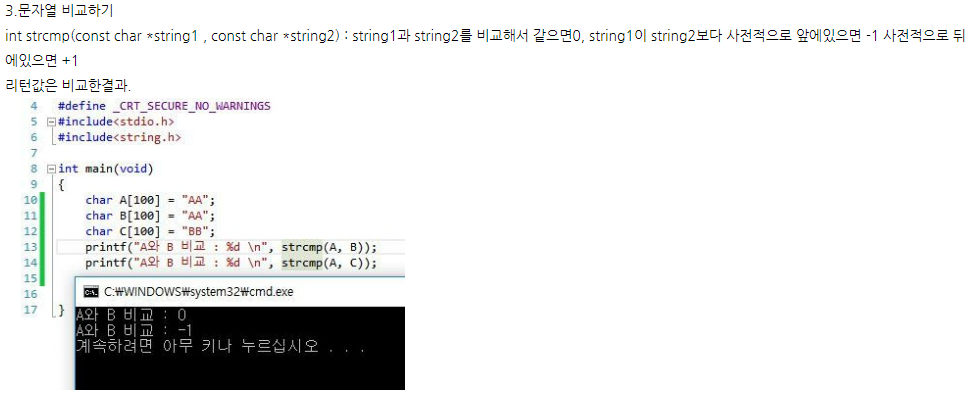 3.문자열 비교하기
int strcmp(const char *string1 , const char *string2) : string1과 string2를 비교해서 같으면0, string1이 string2보다 사전적으로 앞에있으면 -1 사전적으로 뒤
에있으면 +1
리턴값은 비교한결과.
4 #define _CRT_SECURE_NO_WARNINGS
5 #include<stdio.h>
6 #include<string.h>
7
8 int main(void)
9 {
10 char A[100] = "AA";
11 char B[100] = "AA";
12 char C[100] = "BB";
13 printf("A와 B 비교 : %d \n", strcmp(A, B));
14 printf("A와 B 비교 : %d \n", strcmp(A, C));
15
16
17 }
C:₩WINDOWS₩system32₩cmd.exe
A와 B 비교 : 0
A와 B 비교 : -1
계속하려면 아무 키나 누르십시오 . . .